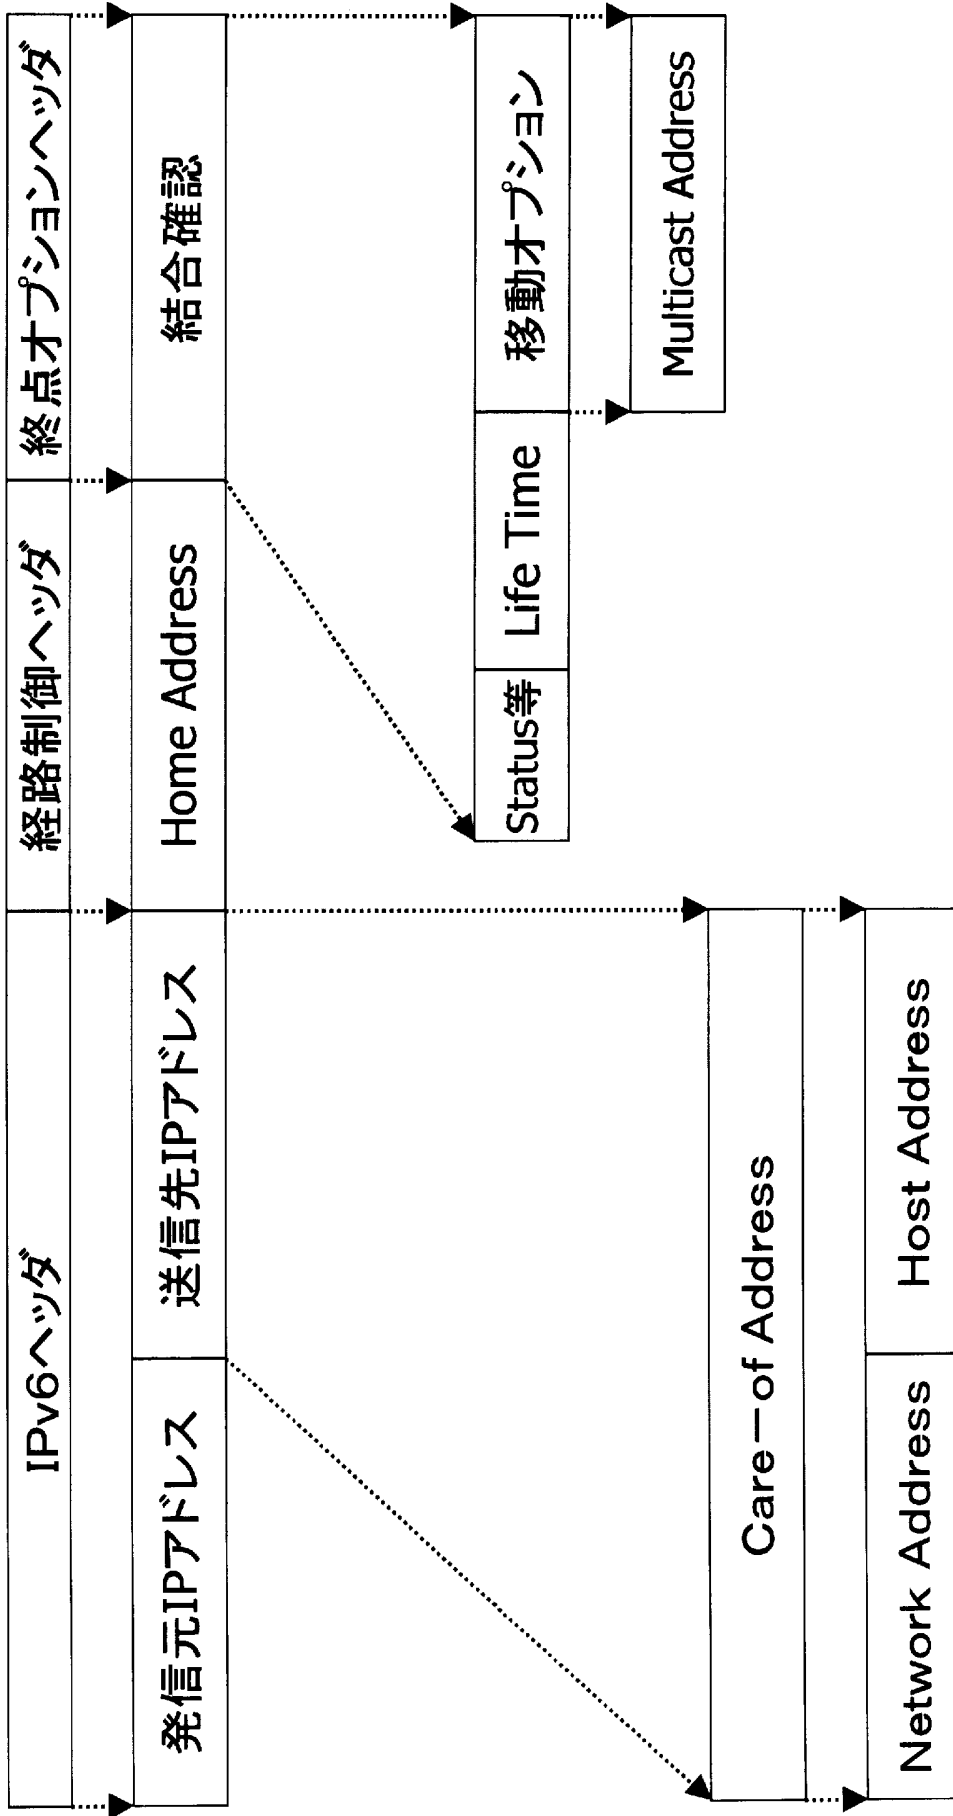 IPv6ヘッダ
経路制御ヘッダ
終点オプションヘッダ
発信元IPアドレス
送信先IPアドレス
Home Address
結合確認
Status等
Life Time
移動オプション
Multicast Address
Care－of Address
Network Address
Host Address